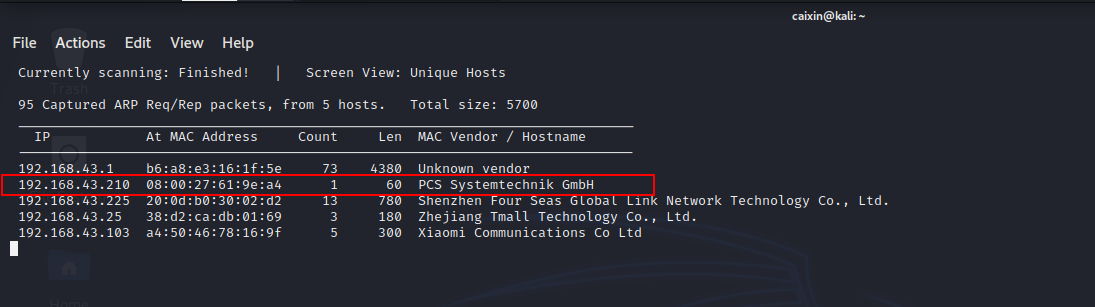 caixin@kali: ~
File Actions Edit View Help
Currently scanning: Finished! | Screen View: Unique Hosts
Trash
95 Captured ARP Req/Rep packets, from 5 hosts. Total size: 5700
IP At MAC Address Count Len MAC Vendor / Hostname
192.168.43.1 b6:a8:e3:16:1f:5e 73 4380 Unknown vendor
192.168.43.210 08:00:27:61:9e:a4 1 60 PCS Systemtechnik GmbH
192.168.43.225 20:0d:b0:30:02:d2 13 780 Shenzhen Four Seas Global Link Network Technology Co., Ltd.
192.168.43.25 38:d2:ca:db:01:69 3 180 Zhejiang Tmall Technology Co., Ltd.
192.168.43.103 a4:50:46:78:16:9f 5 300 Xiaomi Communications Co Ltd
Home